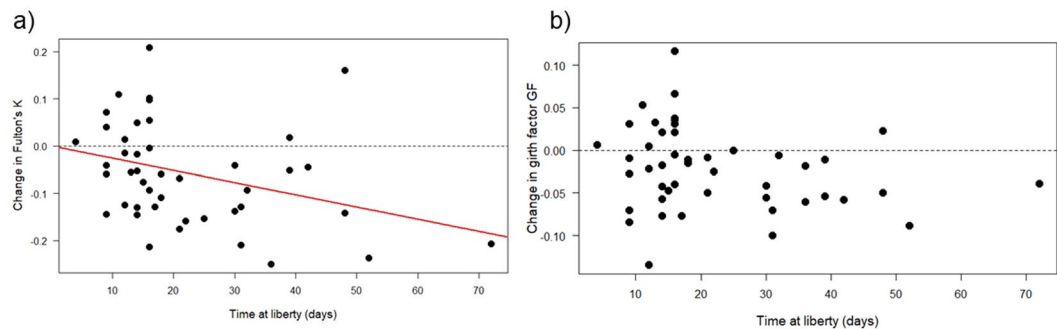 a)
0.2
0.1
0.0
-0.1
-0.2
Change in Fulton's K
10 20 30 40 50 60 70
Time at liberty (days)
b)
0.10
0.05
0.00
-0.05
-0.10
Change in girth factor GF
10 20 30 40 50 60 70
Time at liberty (days)